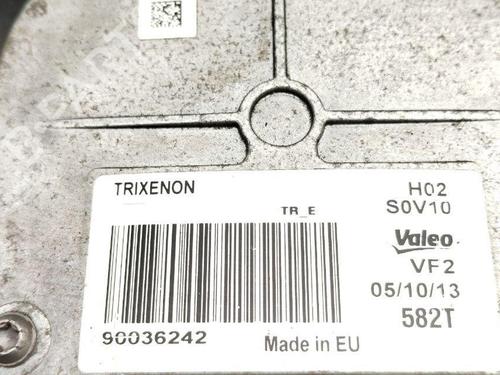 TRIXENON
H02
TR_E
S0V10
Valeo
VF2
05/10/13
582T
90036242
Made in EU